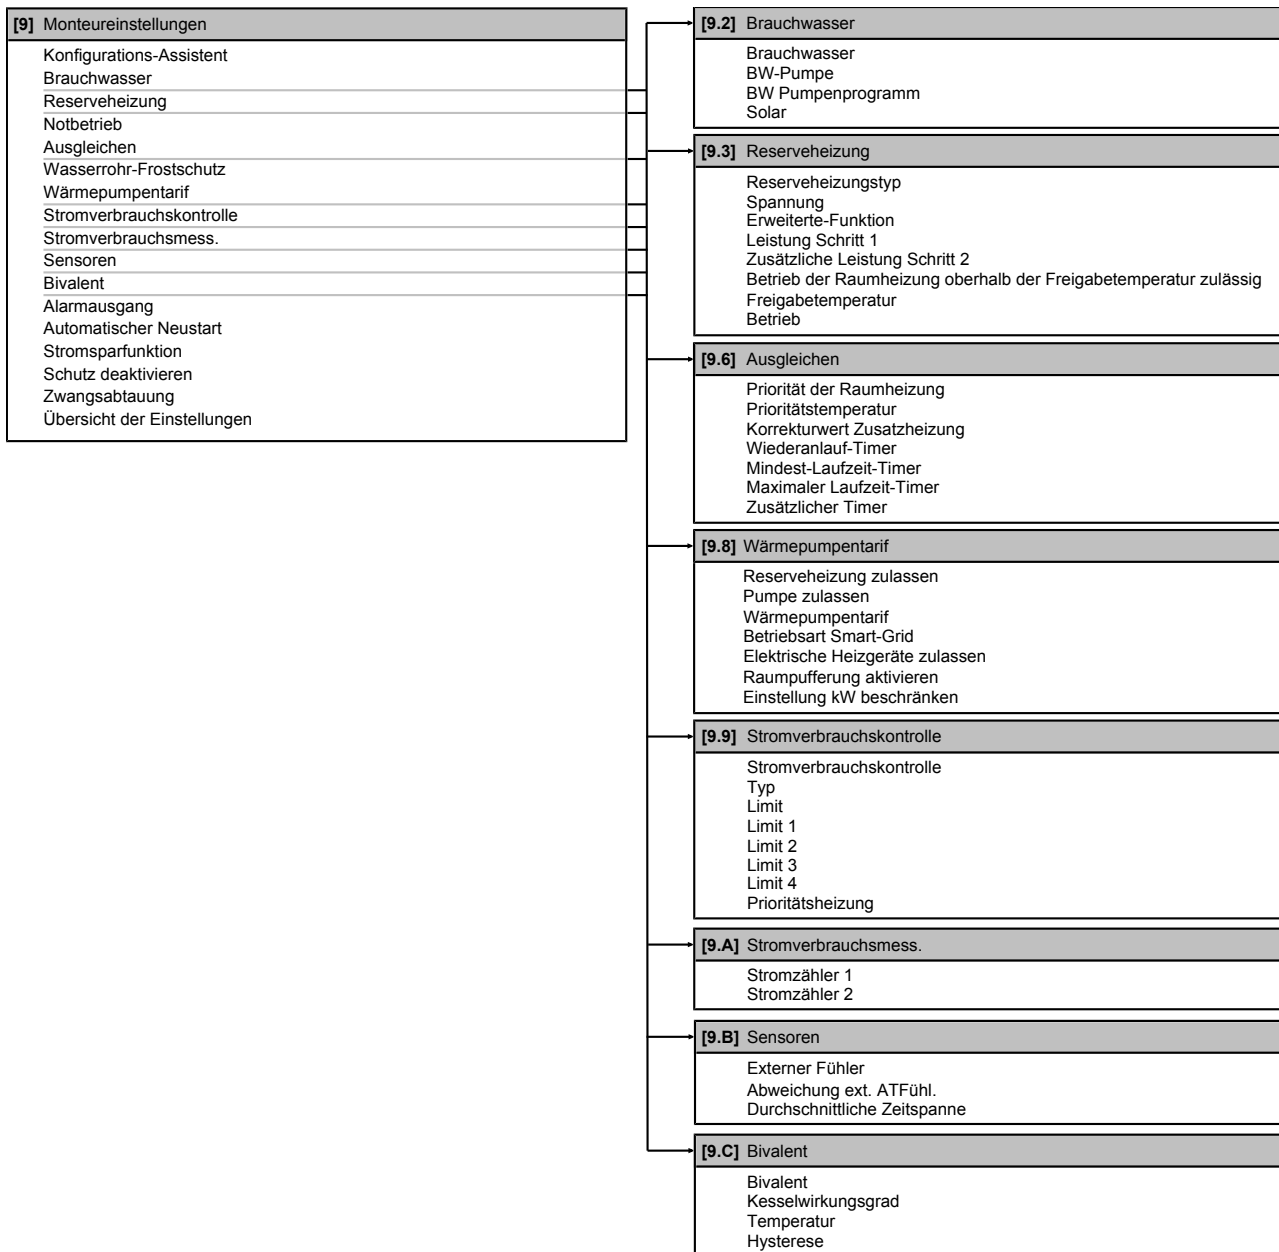 [9] Monteureinstellungen
Konfigurations-Assistent
Brauchwasser
Reserveheizung
Notbetrieb
Ausgleichen
Wasserrohr-Frostschutz
Wärmepumpentarif
Stromverbrauchskontrolle
Stromverbrauchsmess.
Sensoren
Bivalent
Alarmausgang
Automatischer Neustart
Stromsparfunktion
Schutz deaktivieren
Zwangsabtauung
Übersicht der Einstellungen
[9.2] Brauchwasser
Brauchwasser
BW-Pumpe
BW Pumpenprogramm
Solar
[9.3] Reserveheizung
Reserveheizungstyp
Spannung
Erweiterte-Funktion
Leistung Schritt 1
Zusätzliche Leistung Schritt 2
Betrieb der Raumheizung oberhalb der Freigabetemperatur zulässig
Freigabetemperatur
Betrieb
[9.6] Ausgleichen
Priorität der Raumheizung
Prioritätstemperatur
Korrekturwert Zusatzheizung
Wiederanlauf-Timer
Mindest-Laufzeit-Timer
Maximaler Laufzeit-Timer
Zusätzlicher Timer
[9.8] Wärmepumpentarif
Reserveheizung zulassen
Pumpe zulassen
Wärmepumpentarif
Betriebsart Smart-Grid
Elektrische Heizgeräte zulassen
Raumpufferung aktivieren
Einstellung kW beschränken
[9.9] Stromverbrauchskontrolle
Stromverbrauchskontrolle
Typ
Limit
Limit 1
Limit 2
Limit 3
Limit 4
Prioritätsheizung
[9.A] Stromverbrauchsmess.
Stromzähler 1
Stromzähler 2
[9.B] Sensoren
Externer Fühler
Abweichung ext. ATFühl.
Durchschnittliche Zeitspanne
[9.C] Bivalent
Bivalent
Kesselwirkungsgrad
Temperatur
Hysterese